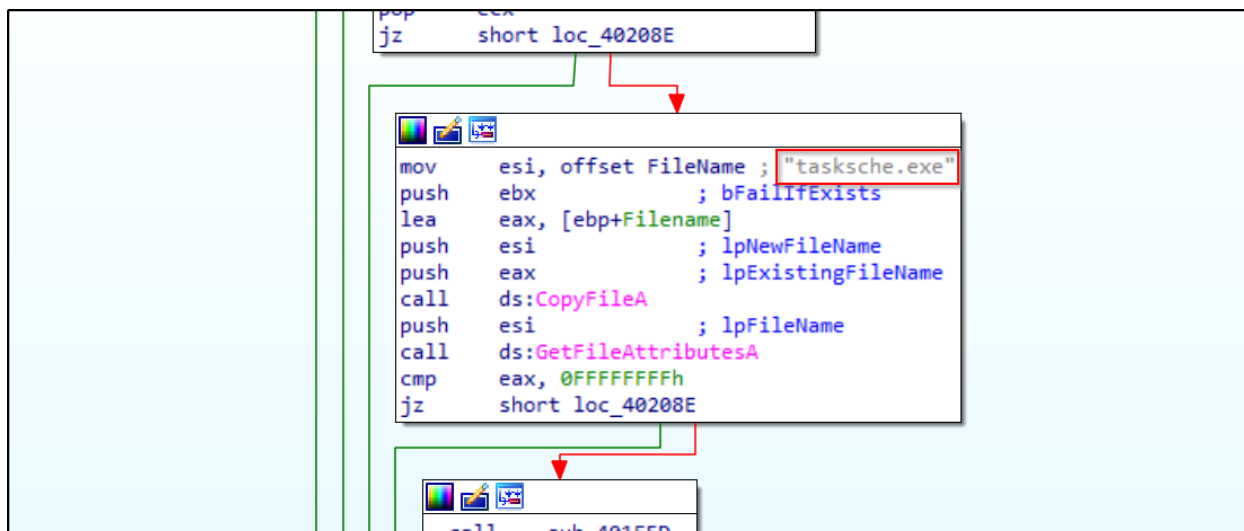 jz short loc_40208E
mov esi, offset FileName ; "tasksche.exe"
push ebx ; bFailIfExists
lea eax, [ebp+Filename]
push esi ; lpNewFileName
push eax ; lpExistingFileName
call ds:CopyFileA
push esi ; lpFileName
call ds:GetFileAttributesA
cmp eax, 0FFFFFFFFh
jz short loc_40208E